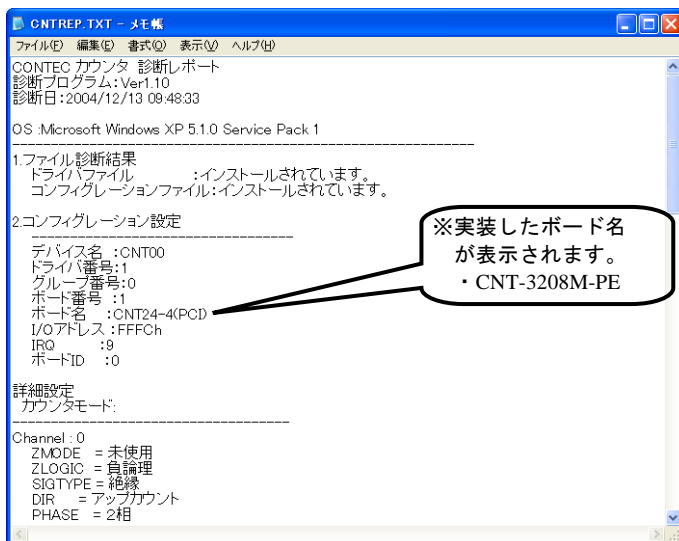 CNTREP.TXT - メモ帳
ファイル(F) 編集(E) 書式(O) 表示(V) ヘルプ(H)
CONTEC カウンタ 診断レポート
診断プログラム:Ver1.10
診断日:2004/12/13 09:48:33
OS :Microsoft Windows XP 5.1.0 Service Pack 1
------------------------------------------------------------
1.ファイル診断結果
ドライバファイル :インストールされています。
コンフィグレーションファイル:インストールされています。
2.コンフィグレーション設定
------------------------------------
デバイス名 :CNT00
ドライバ番号:1
グループ番号:0
ボード番号 :1
ボード名 :CNT24-4(PCI)
I/Oアドレス :FFFCh
IRQ :9
ボードID :0
詳細設定
カウンタモード:
------------------------------------
Channel : 0
ZMODE = 未使用
ZLOGIC = 負論理
SIGTYPE = 絶縁
DIR = アップカウント
PHASE = 2相
※実装したボード名
が表示されます。
・CNT-3208M-PE